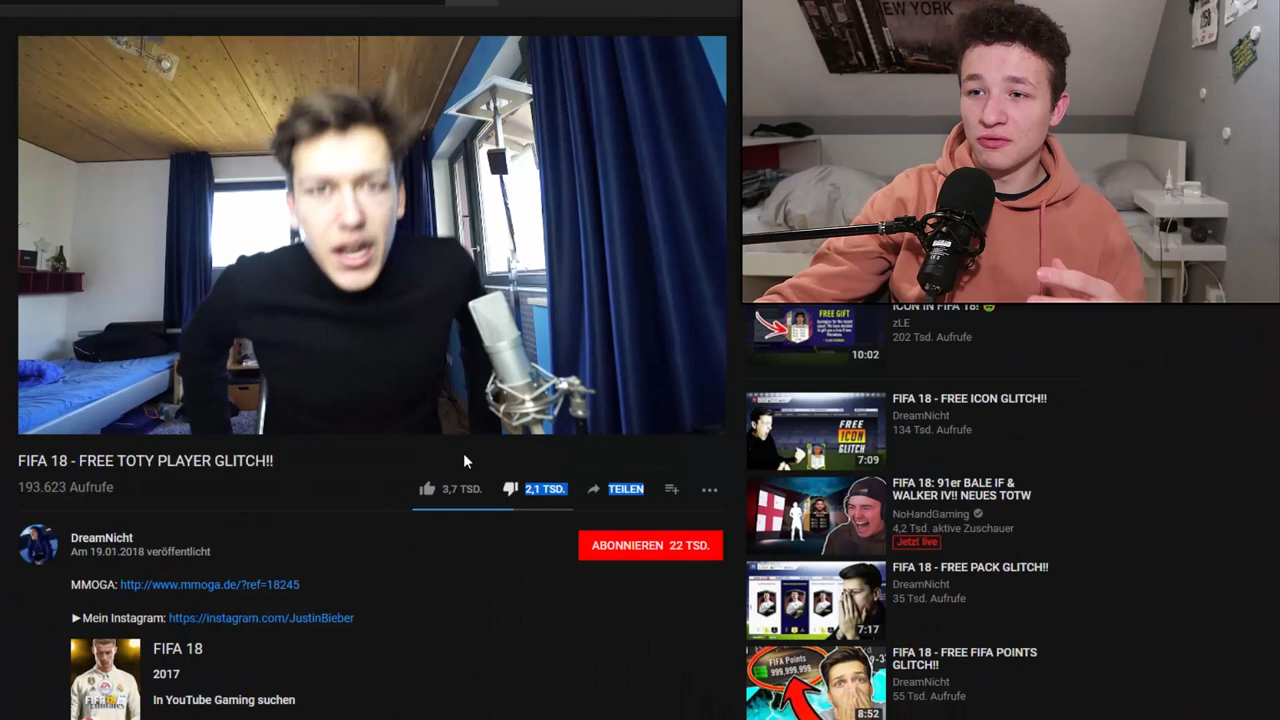 NEW YORK
FIFA 18 - FREE TOTY PLAYER GLITCH!!
193.623 Aufrufe
3,7 TSD.
2,1 TSD.
TEILEN
DreamNicht
Am 19.01.2018 veröffentlicht
ABONNIEREN 22 TSD.
MMOGA: http://www.mmoga.de/?ref=18245
►Mein Instagram: https://instagram.com/JustinBieber
FIFA 18
2017
In YouTube Gaming suchen
FREE GIFT
10:02
ICON IN FIFA 18!
zLE
202 Tsd. Aufrufe
FREE
ICON
GLITCH
7:09
FIFA 18 - FREE ICON GLITCH!!
DreamNicht
134 Tsd. Aufrufe
FIFA 18: 91er BALE IF &
WALKER IV!! NEUES TOTW
NoHandGaming
4,2 Tsd. aktive Zuschauer
Jetzt live
7:17
FIFA 18 - FREE PACK GLITCH!!
DreamNicht
35 Tsd. Aufrufe
FIFA Points
999,999,999
8:52
FIFA 18 - FREE FIFA POINTS
GLITCH!!
DreamNicht
55 Tsd. Aufrufe